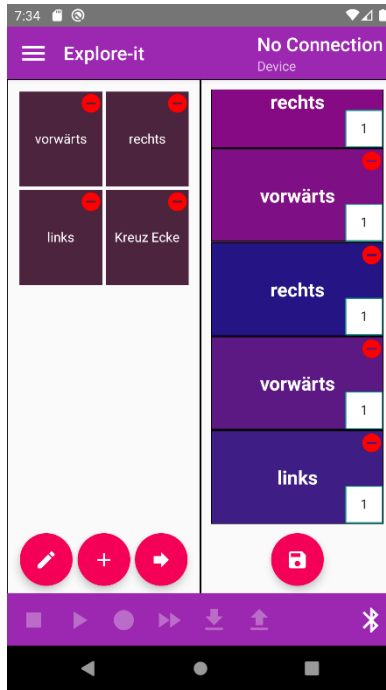 7:34
Explore-it
No Connection
Device
vorwärts
rechts
links
Kreuz Ecke
rechts
1
vorwärts
1
rechts
1
vorwärts
1
links
1